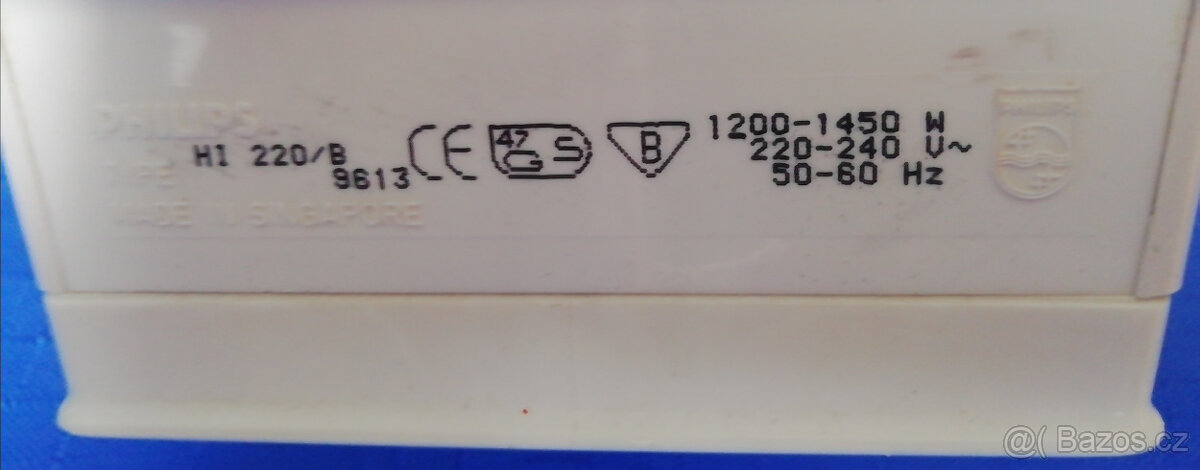 PHILIPS
HI 220/B
9613
CE
47
GS
B
1200-1450 W
220-240 V~
50-60 Hz
PHILIPS
MADE IN SINGAPORE
@( Bazos.cz